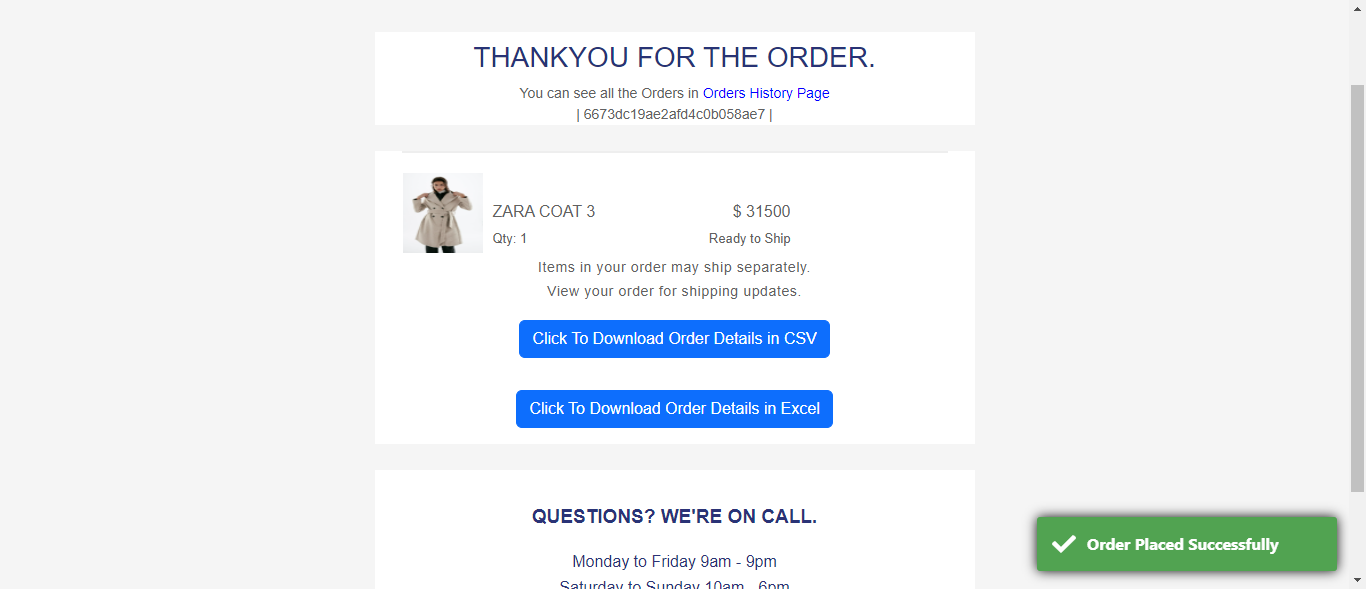 THANKYOU FOR THE ORDER.
You can see all the Orders in Orders History Page
| 6673dc19ae2afd4c0b058ae7 |
ZARA COAT 3
$ 31500
Qty: 1
Ready to Ship
Items in your order may ship separately.
View your order for shipping updates.
Click To Download Order Details in CSV
Click To Download Order Details in Excel
QUESTIONS? WE'RE ON CALL.
Monday to Friday 9am - 9pm
Saturday to Sunday 10am - 6pm
Order Placed Successfully